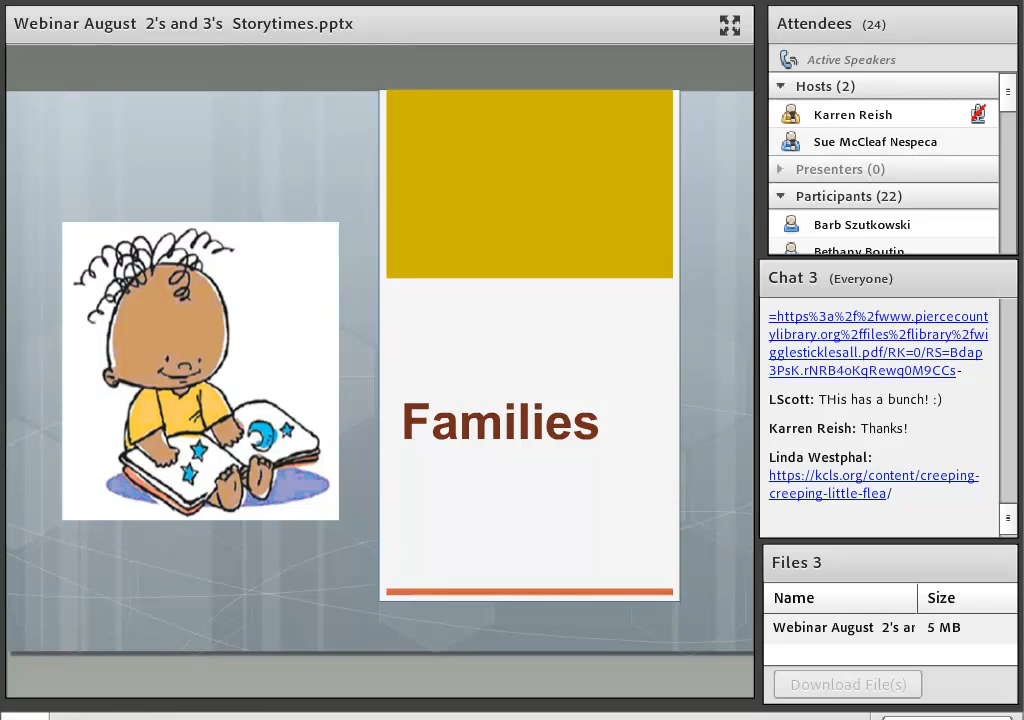 Webinar August  2's and 3's  Storytimes.pptx
Families
Attendees (24)
Active Speakers
Hosts (2)
Karren Reish
Sue McCleaf Nespeca
Presenters (0)
Participants (22)
Barb Szutkowski
Bethany Boutin
Chat 3 (Everyone)
=https%3a%2f%2fwww.piercecount
ylibrary.org%2ffiles%2flibrary%2fwi
gglesticklesall.pdf/RK=0/RS=Bdap
3PsK.rNRB4oKqRewq0M9CCs-
LScott: THis has a bunch! :)
Karren Reish: Thanks!
Linda Westphal:
https://kcls.org/content/creeping-
creeping-little-flea/
Files 3
Name Size
Webinar August  2's ar 5 MB
Download File(s)